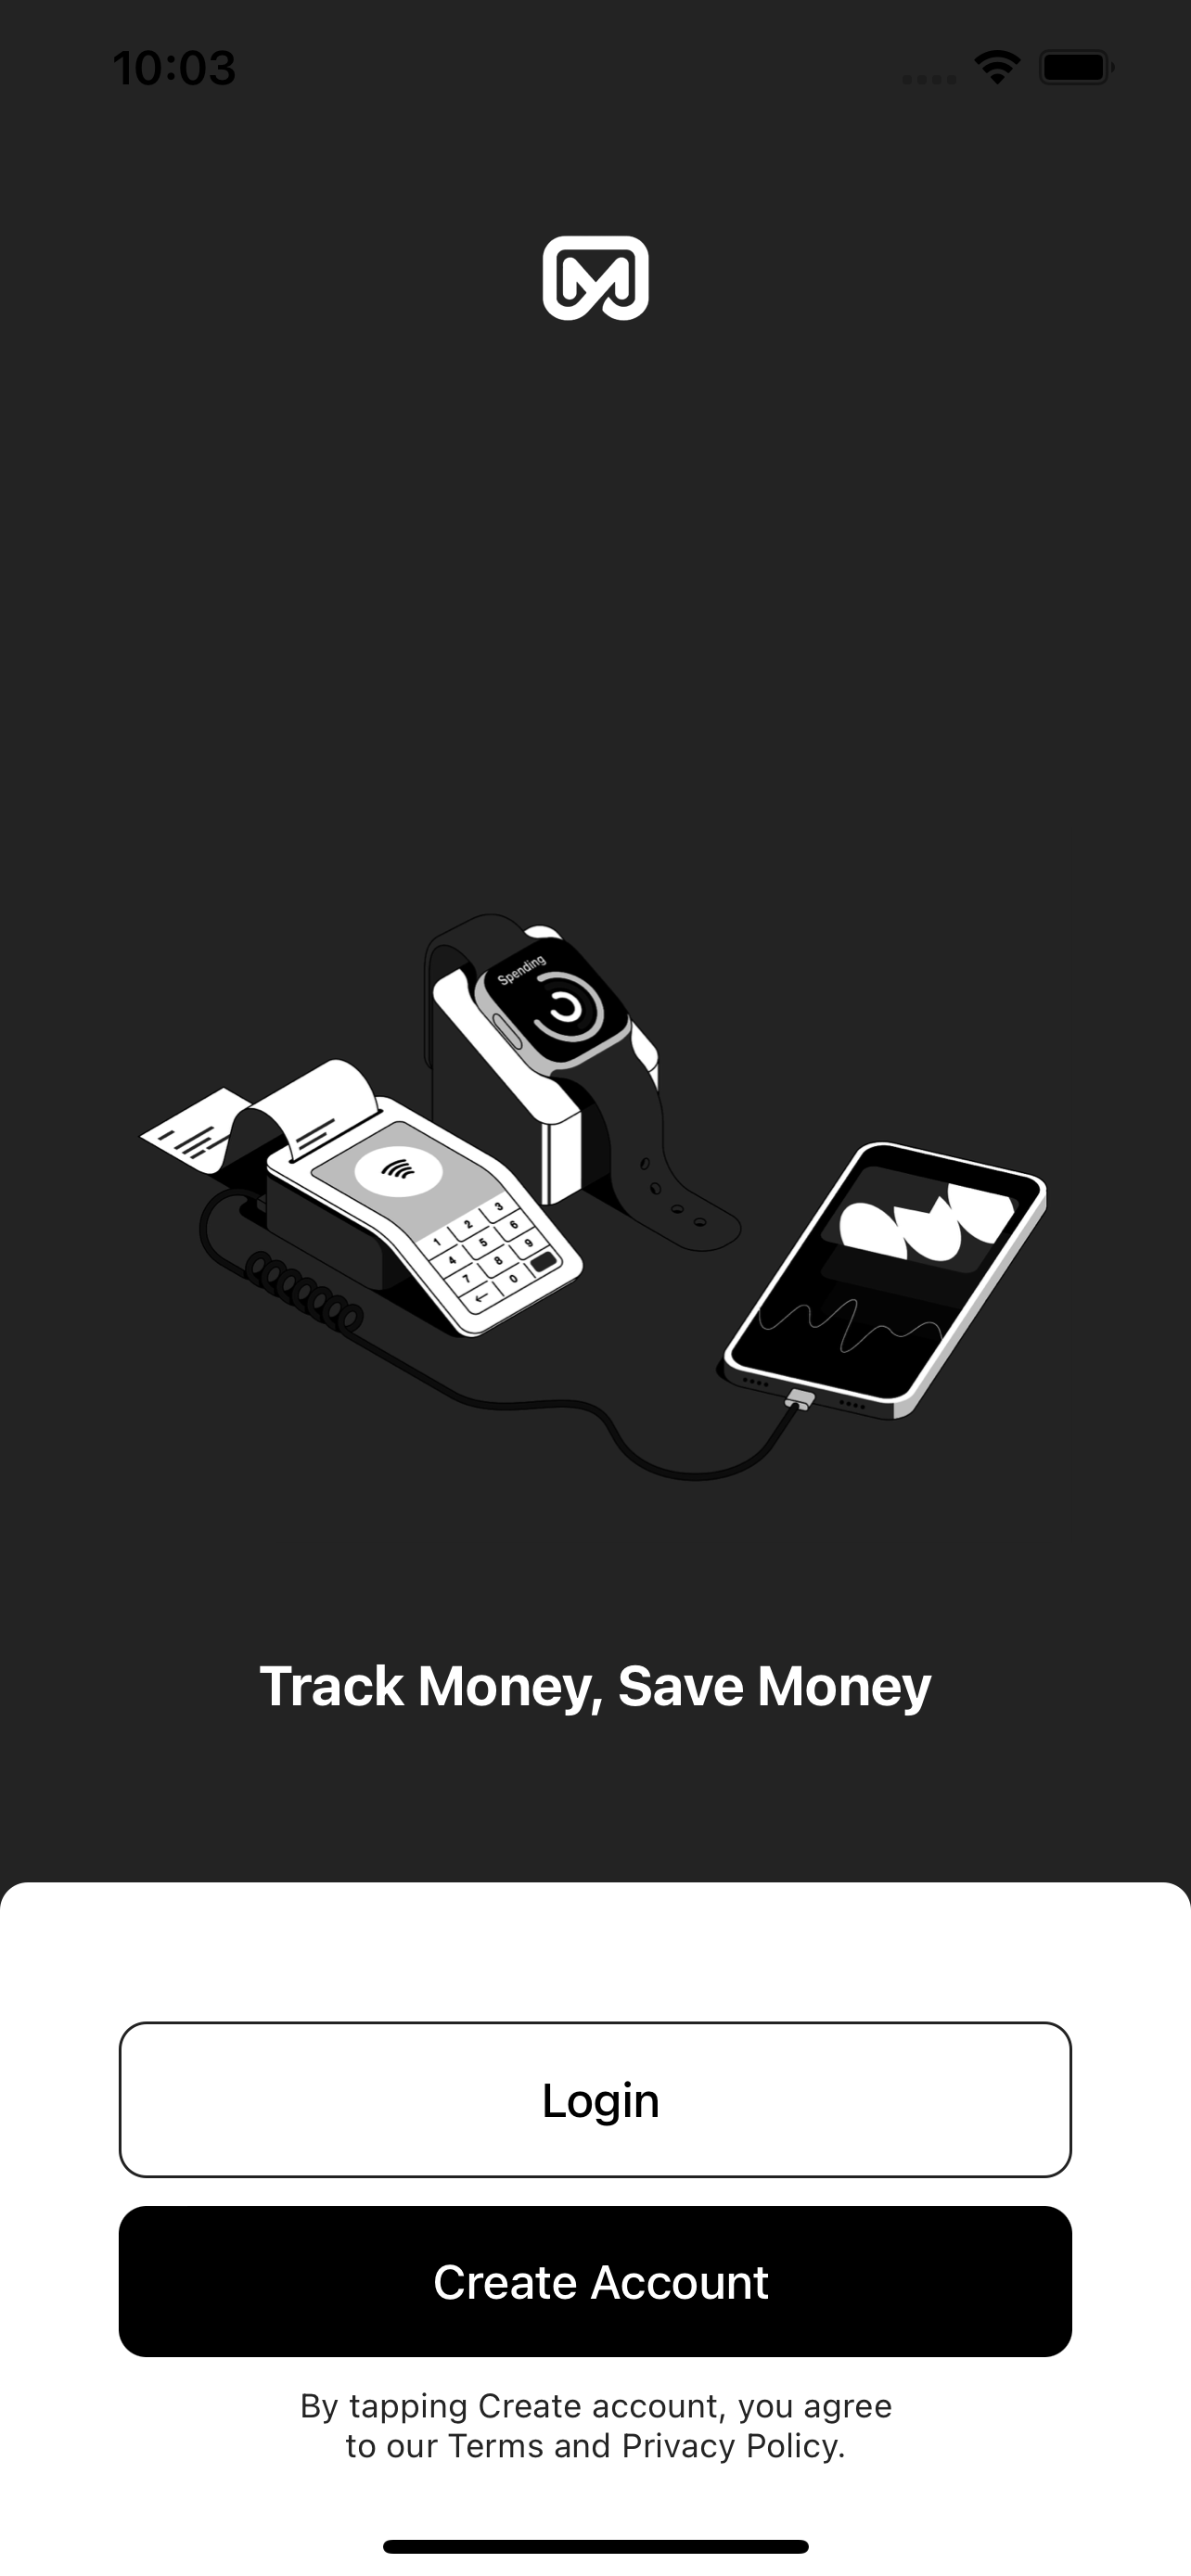 10:03
Spending
1 2 3
4 5 6
7 8 9
← 0
Track Money, Save Money
Login
Create Account
By tapping Create account, you agree
to our Terms and Privacy Policy.